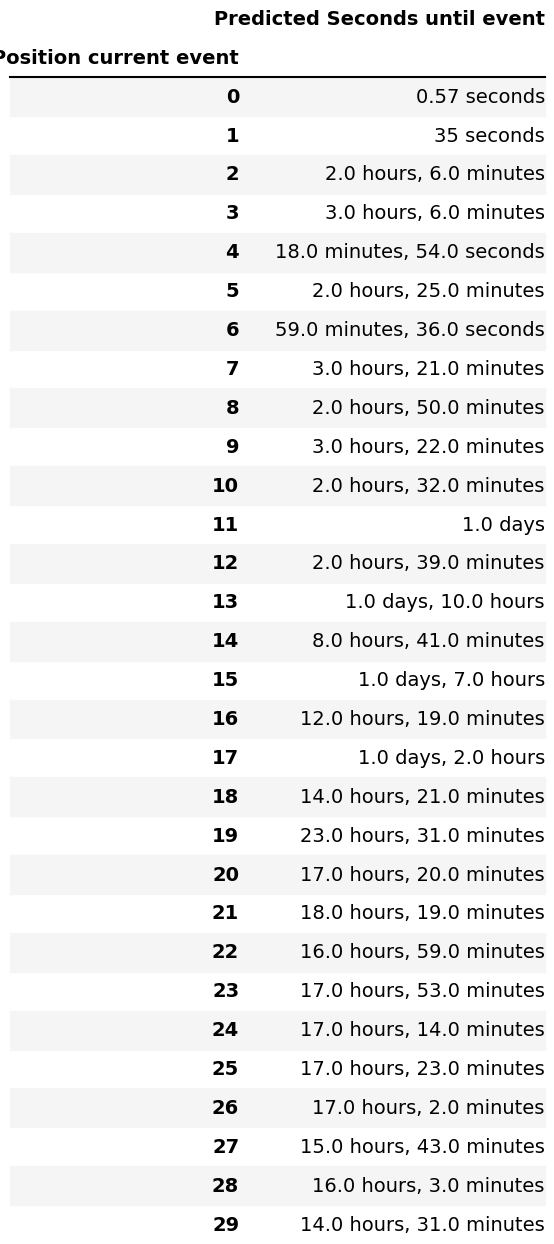 Predicted Seconds until event
Position current event
0 0.57 seconds
1 35 seconds
2 2.0 hours, 6.0 minutes
3 3.0 hours, 6.0 minutes
4 18.0 minutes, 54.0 seconds
5 2.0 hours, 25.0 minutes
6 59.0 minutes, 36.0 seconds
7 3.0 hours, 21.0 minutes
8 2.0 hours, 50.0 minutes
9 3.0 hours, 22.0 minutes
10 2.0 hours, 32.0 minutes
11 1.0 days
12 2.0 hours, 39.0 minutes
13 1.0 days, 10.0 hours
14 8.0 hours, 41.0 minutes
15 1.0 days, 7.0 hours
16 12.0 hours, 19.0 minutes
17 1.0 days, 2.0 hours
18 14.0 hours, 21.0 minutes
19 23.0 hours, 31.0 minutes
20 17.0 hours, 20.0 minutes
21 18.0 hours, 19.0 minutes
22 16.0 hours, 59.0 minutes
23 17.0 hours, 53.0 minutes
24 17.0 hours, 14.0 minutes
25 17.0 hours, 23.0 minutes
26 17.0 hours, 2.0 minutes
27 15.0 hours, 43.0 minutes
28 16.0 hours, 3.0 minutes
29 14.0 hours, 31.0 minutes